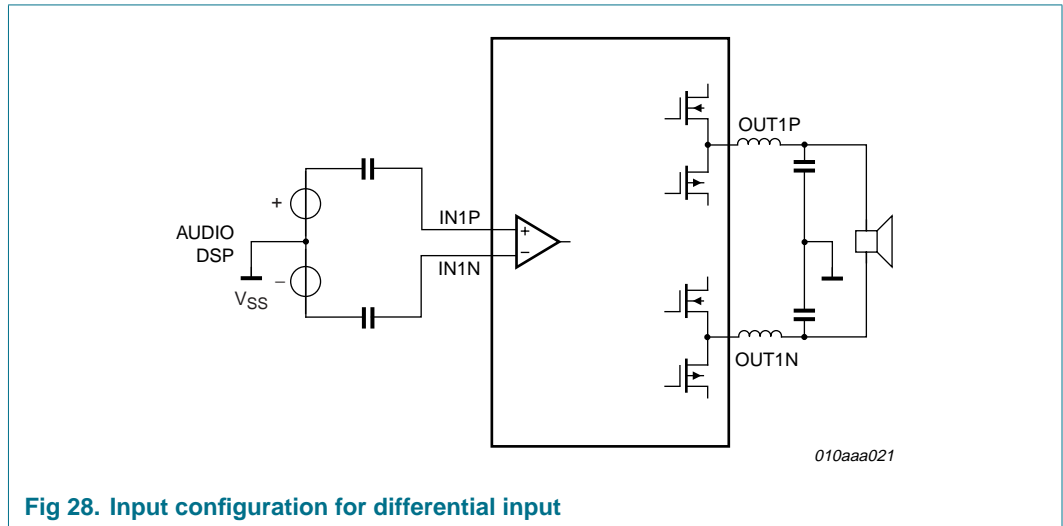 OUT1P
+
IN1P
+
AUDIO
DSP
−
IN1N
−
VSS
OUT1N
010aaa021
Fig 28. Input configuration for differential input